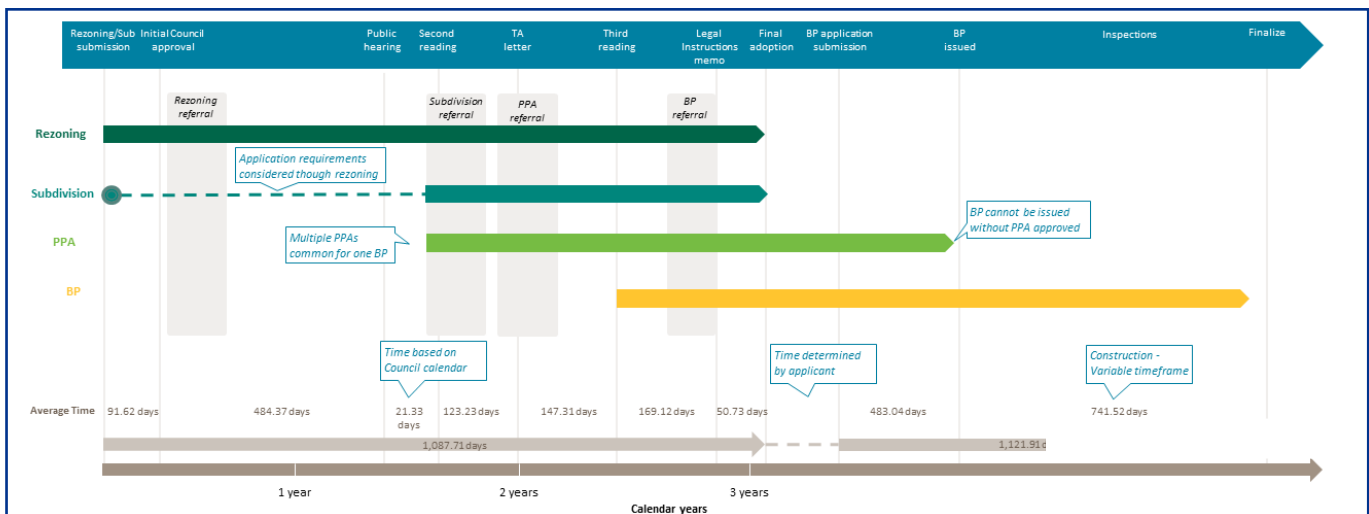 Rezoning/Sub
submission
Initial Council
approval
Public
hearing
Second
reading
TA
letter
Third
reading
Legal
Instructions
memo
Final
adoption
BP application
submission
BP
issued
Inspections
Finalize
Rezoning
referral
Subdivision
referral
PPA
referral
BP
referral
Rezoning
Application requirements
considered though rezoning
Subdivision
BP cannot be issued
without PPA approved
PPA
Multiple PPAs
common for one BP
BP
Time based on
Council calendar
Time determined
by applicant
Construction -
Variable timeframe
Average Time
91.62 days
484.37 days
21.33
days
123.23 days
147.31 days
169.12 days
50.73 days
483.04 days
741.52 days
1,087.71 days
1,121.91
1 year
2 years
3 years
Calendar years